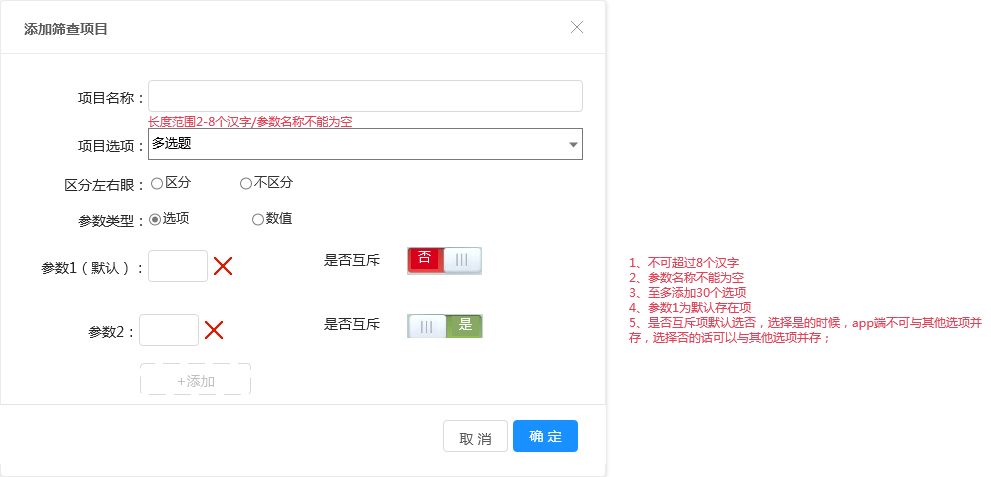 添加筛查项目
项目名称：
长度范围2-8个汉字/参数名称不能为空
项目选项： 多选题
区分左右眼： 区分 不区分
参数类型： 选项 数值
参数1（默认）： 是否互斥 否
参数2： 是否互斥 是
+添加
取 消 确 定
1、不可超过8个汉字
2、参数名称不能为空
3、至多添加30个选项
4、参数1为默认存在项
5、是否互斥项默认选否，选择是的时候，app端不可与其他选项并
存，选择否的话可以与其他选项并存；